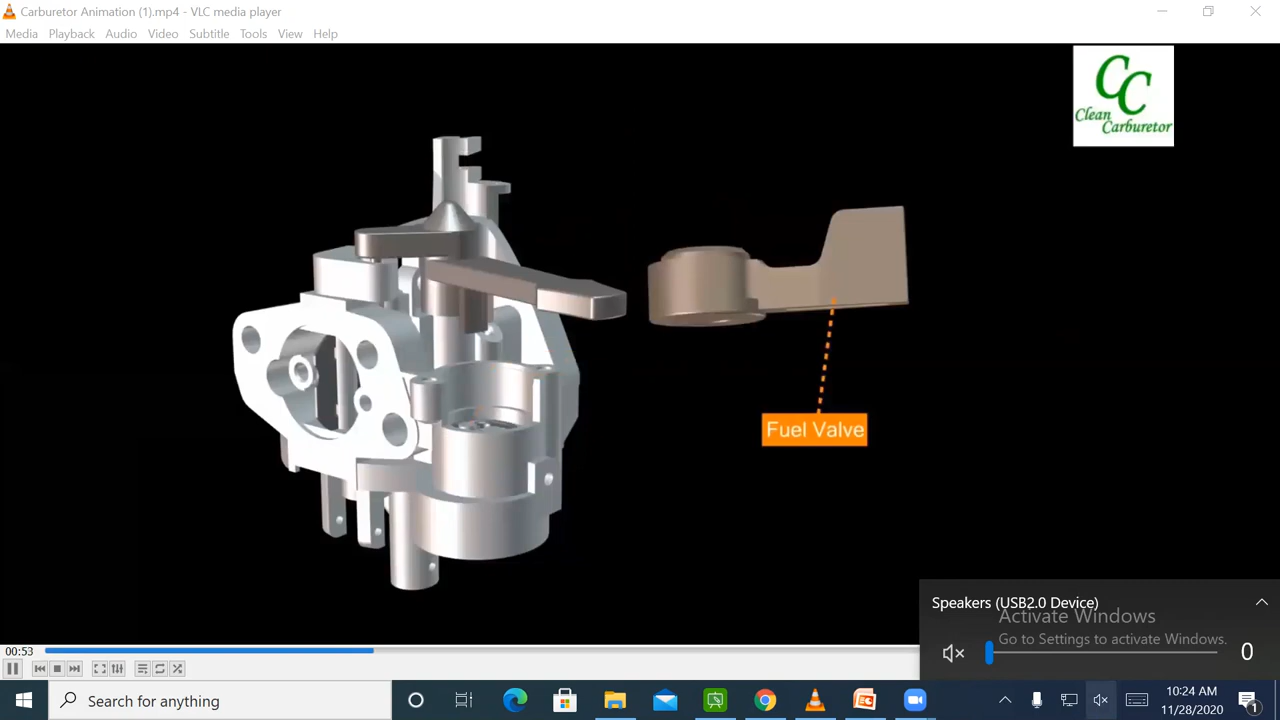 Carburetor Animation (1).mp4 - VLC media player
Media Playback Audio Video Subtitle Tools View Help
CC
Clean
Carburetor
Fuel Valve
Speakers (USB2.0 Device)
Activate Windows
Go to Settings to activate Windows.
0
00:53
Search for anything
10:24 AM
11/28/2020
1